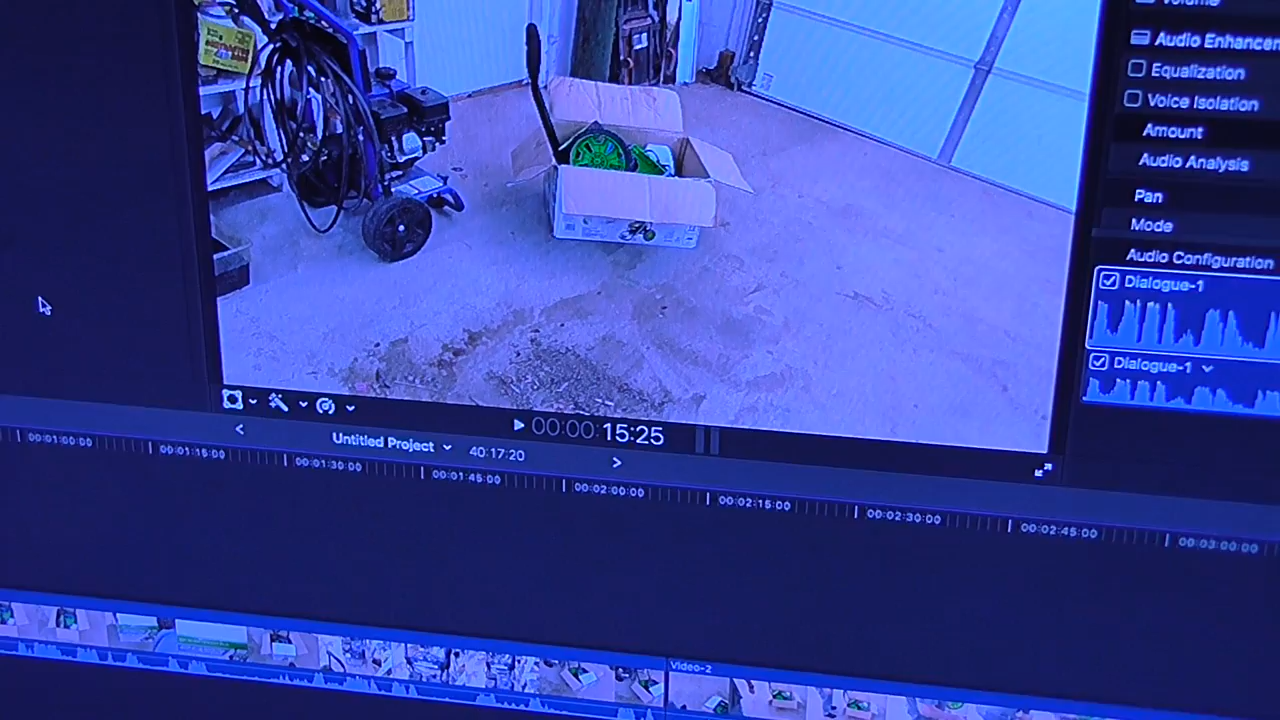 Volume
Audio Enhancem
Equalization
Voice Isolation
Amount
Audio Analysis
Pan
Mode
Audio Configuration
Dialogue-1
Dialogue-1
00:00:15:25
Untitled Project
40:17:20
00:01:00:00
00:01:15:00
00:01:30:00
00:01:45:00
00:02:00:00
00:02:15:00
00:02:30:00
00:02:45:00
00:03:00:00
Video-2